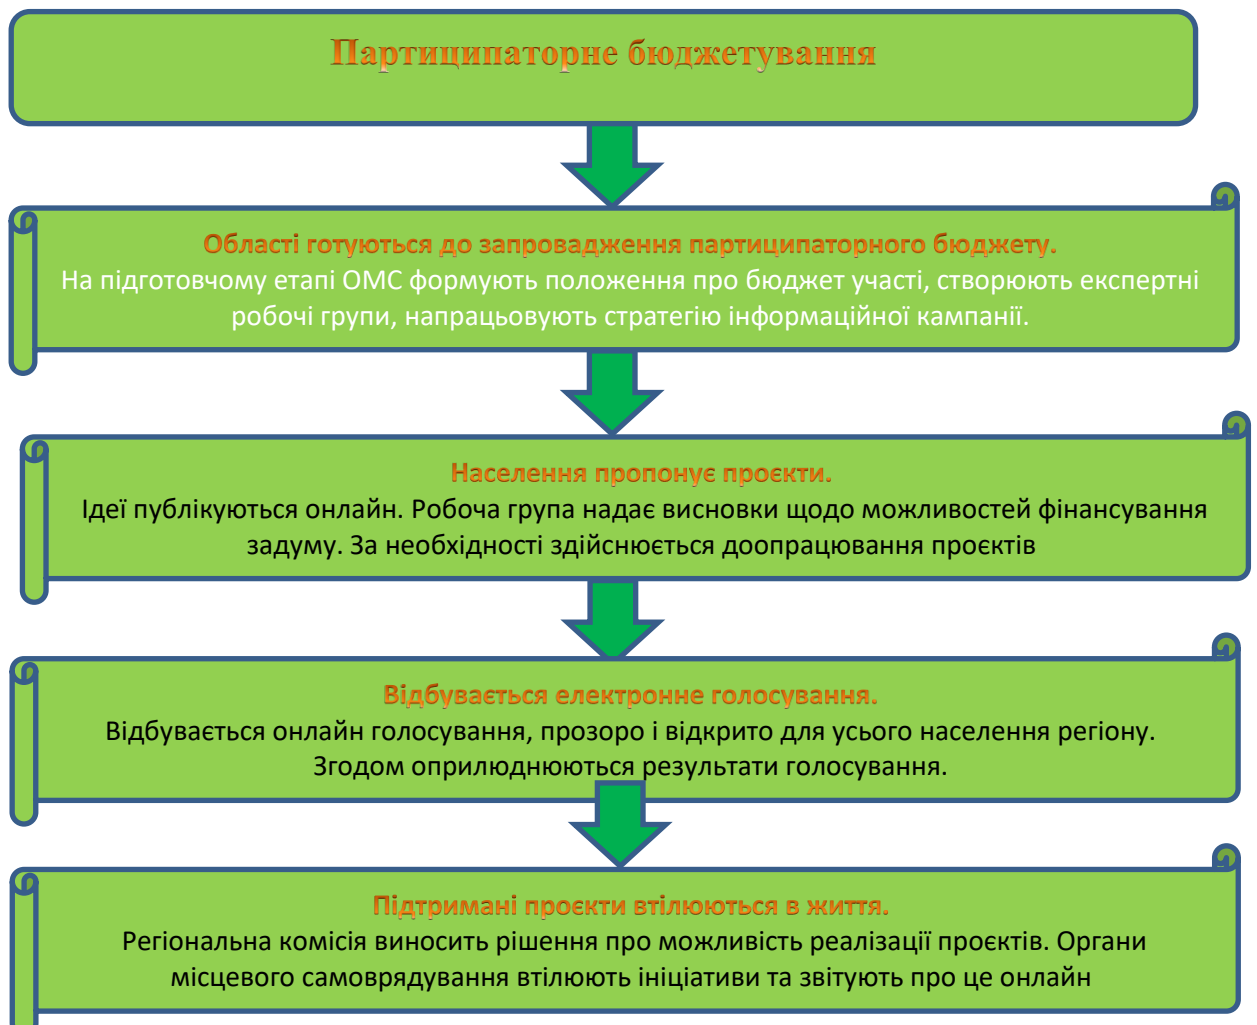 Партиципаторне бюджетування
Області готуються до запровадження партиципаторного бюджету.
На підготовчому етапі ОМС формують положення про бюджет участі, створюють експертні
робочі групи, напрацьовують стратегію інформаційної кампанії.
Населення пропонує проєкти.
Ідеї публікуються онлайн. Робоча група надає висновки щодо можливостей фінансування
задуму. За необхідності здійснюється доопрацювання проєктів
Відбувається електронне голосування.
Відбувається онлайн голосування, прозоро і відкрито для усього населення регіону.
Згодом оприлюднюються результати голосування.
Підтримані проєкти втілюються в життя.
Регіональна комісія виносить рішення про можливість реалізації проєктів. Органи
місцевого самоврядування втілюють ініціативи та звітують про це онлайн